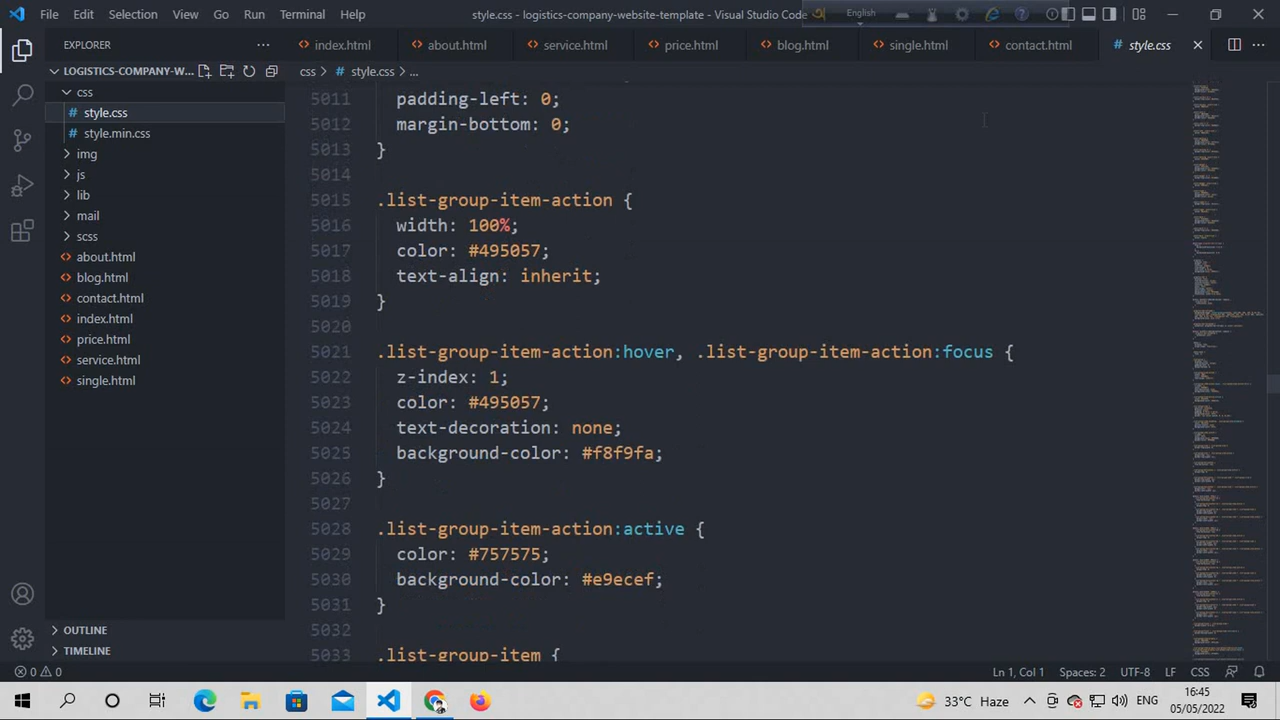 File Edit Selection View Go Run Terminal Help
style.css - logistics-company-website-template - Visual Studio Code
English
EXPLORER
index.html
about.html
service.html
price.html
blog.html
single.html
contact.html
style.css
LOGISTICS-COMPANY-W...
css > # style.css > ...
css
# style.css
# style.min.css
img
js
lib
mail
scss
about.html
blog.html
contact.html
index.html
price.html
service.html
single.html
OUTLINE
TIMELINE
5011 padding-left: 0;
5012 margin-bottom: 0;
5013 }
5014
5015 .list-group-item-action {
5016 width: 100%;
5017 color: #495057;
5018 text-align: inherit;
5019 }
5020
5021 .list-group-item-action:hover, .list-group-item-action:focus {
5022 z-index: 1;
5023 color: #495057;
5024 text-decoration: none;
5025 background-color: #f8f9fa;
5026 }
5027
5028 .list-group-item-action:active {
5029 color: #757575;
5030 background-color: #e9ecef;
5031 }
5032
5033 .list-group-item {
0 0
Ln 1, Col 1 Spaces: 2 UTF-8 LF CSS
33°C Haze
ENG
16:45
05/05/2022